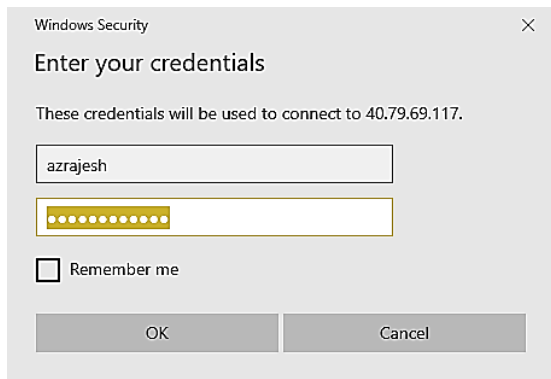 Windows Security
Enter your credentials
These credentials will be used to connect to 40.79.69.117.
azrajesh
••••••••••••
Remember me
OK
Cancel